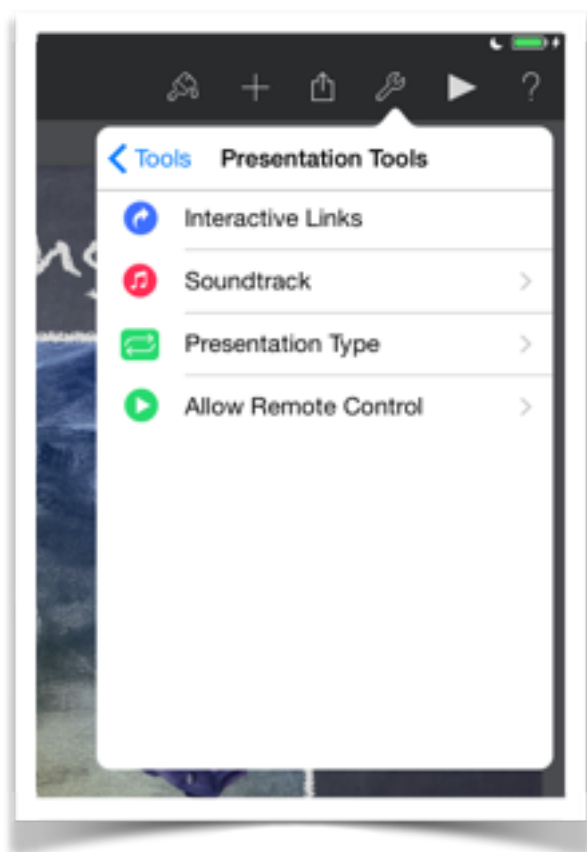 ?
Tools Presentation Tools
Interactive Links
Soundtrack
Presentation Type
Allow Remote Control